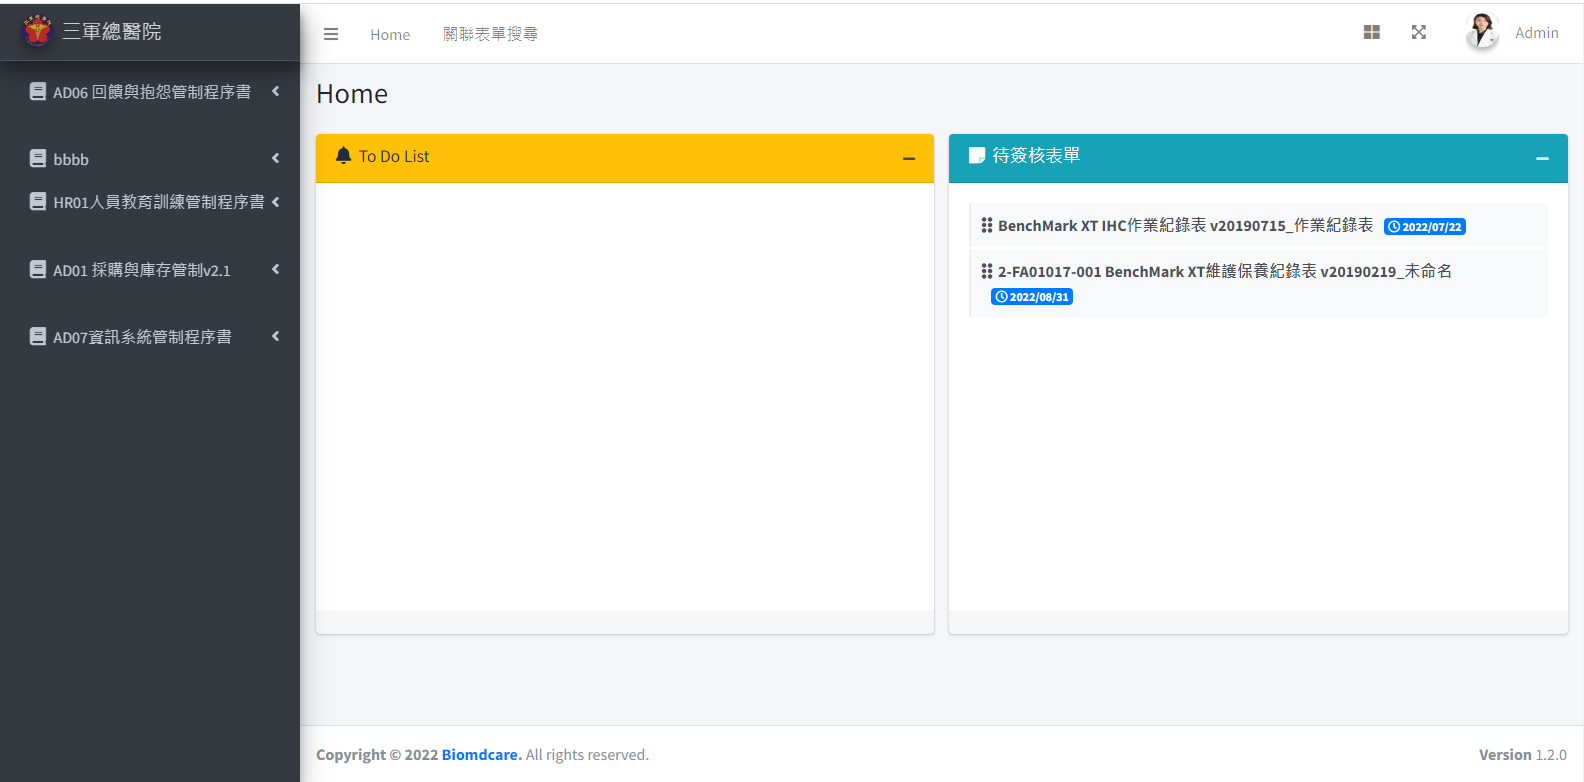 三軍總醫院
Home
關聯表單搜尋
Admin
AD06 回饋與抱怨管制程序書
bbbb
HR01人員教育訓練管制程序書
AD01 採購與庫存管制v2.1
AD07資訊系統管制程序書
Home
To Do List
待簽核表單
BenchMark XT IHC作業紀錄表 v20190715_作業紀錄表 2022/07/22
2-FA01017-001 BenchMark XT維護保養紀錄表 v20190219_未命名
2022/08/31
Copyright © 2022 Biomdcare. All rights reserved.
Version 1.2.0